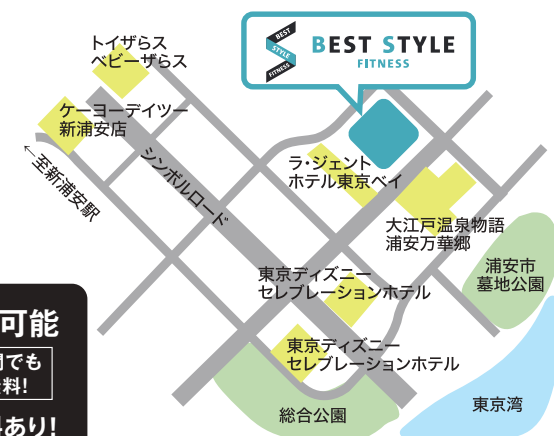 BEST
STYLE
FITNESS
BEST STYLE
FITNESS
トイザらス
ベビーザらス
ケーヨーデイツー
新浦安店
←至新浦安駅
シンボルロード
ラ・ジェント
ホテル東京ベイ
大江戸温泉物語
浦安万華郷
浦安市
墓地公園
東京ディズニー
セレブレーションホテル
東京ディズニー
セレブレーションホテル
総合公園
東京湾
可能
でも
料!
あり!